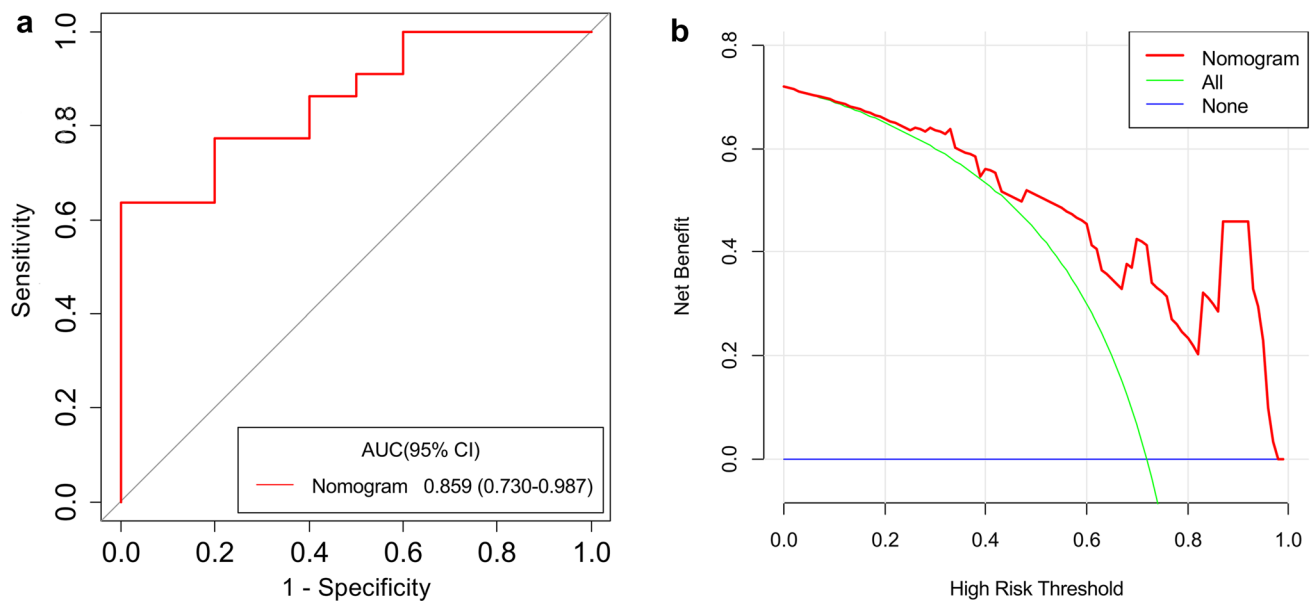 a
Sensitivity
1.0
0.8
0.6
0.4
0.2
0.0
AUC(95% CI)
Nomogram 0.859 (0.730-0.987)
0.0 0.2 0.4 0.6 0.8 1.0
1 - Specificity
b
Net Benefit
0.8
0.6
0.4
0.2
0.0
Nomogram
All
None
0.0 0.2 0.4 0.6 0.8 1.0
High Risk Threshold